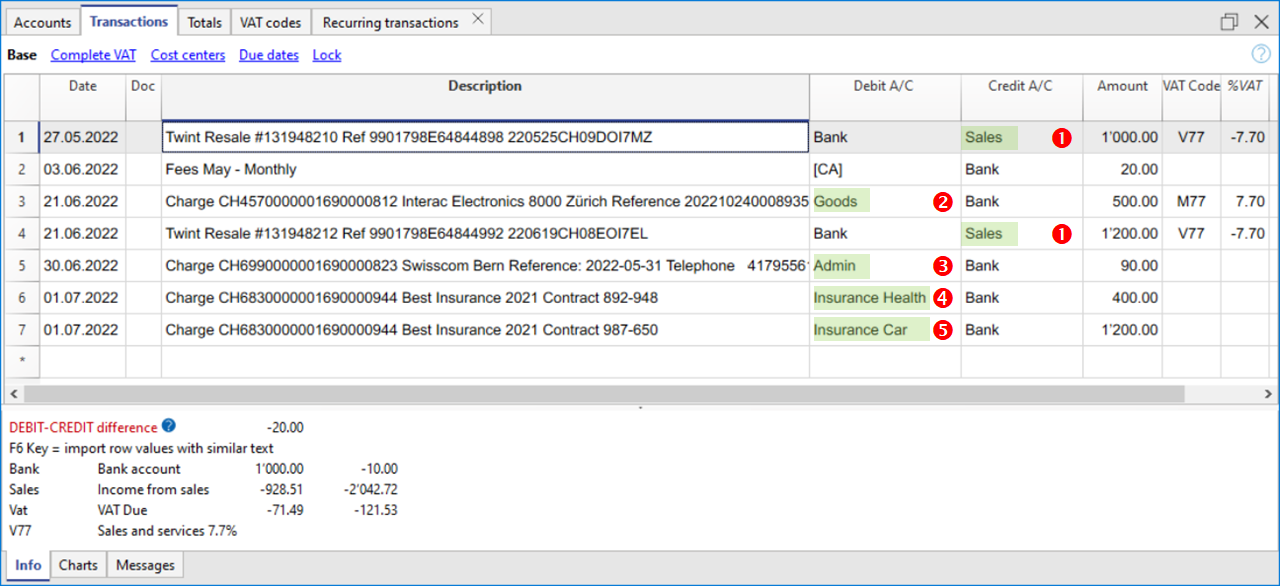 Accounts Transactions Totals VAT codes Recurring transactions
Base Complete VAT Cost centers Due dates Lock ?
Date Doc Description Debit A/C Credit A/C Amount VAT Code %VAT
1 27.05.2022 Twint Resale #131948210 Ref 9901798E64844898 220525CH09DOI7MZ Bank Sales 1 1'000.00 V77 -7.70
2 03.06.2022 Fees May - Monthly [CA] Bank 20.00
3 21.06.2022 Charge CH457000001690000812 Interac Electronics 8000 Zürich Reference 202210240008935 Goods 2 Bank 500.00 M77 7.70
4 21.06.2022 Twint Resale #131948212 Ref 9901798E64844992 220619CH08EOI7EL Bank Sales 1 1'200.00 V77 -7.70
5 30.06.2022 Charge CH6990000001690000823 Swisscom Bern Reference: 2022-05-31 Telephone 4179556 Admin 3 Bank 90.00
6 01.07.2022 Charge CH6830000001690000944 Best Insurance 2021 Contract 892-948 Insurance Health 4 Bank 400.00
7 01.07.2022 Charge CH6830000001690000944 Best Insurance 2021 Contract 987-650 Insurance Car 5 Bank 1'200.00
*
DEBIT-CREDIT difference ? -20.00
F6 Key = import row values with similar text
Bank Bank account 1'000.00 -10.00
Sales Income from sales -928.51 -2'042.72
Vat VAT Due -71.49 -121.53
V77 Sales and services 7.7%
Info Charts Messages